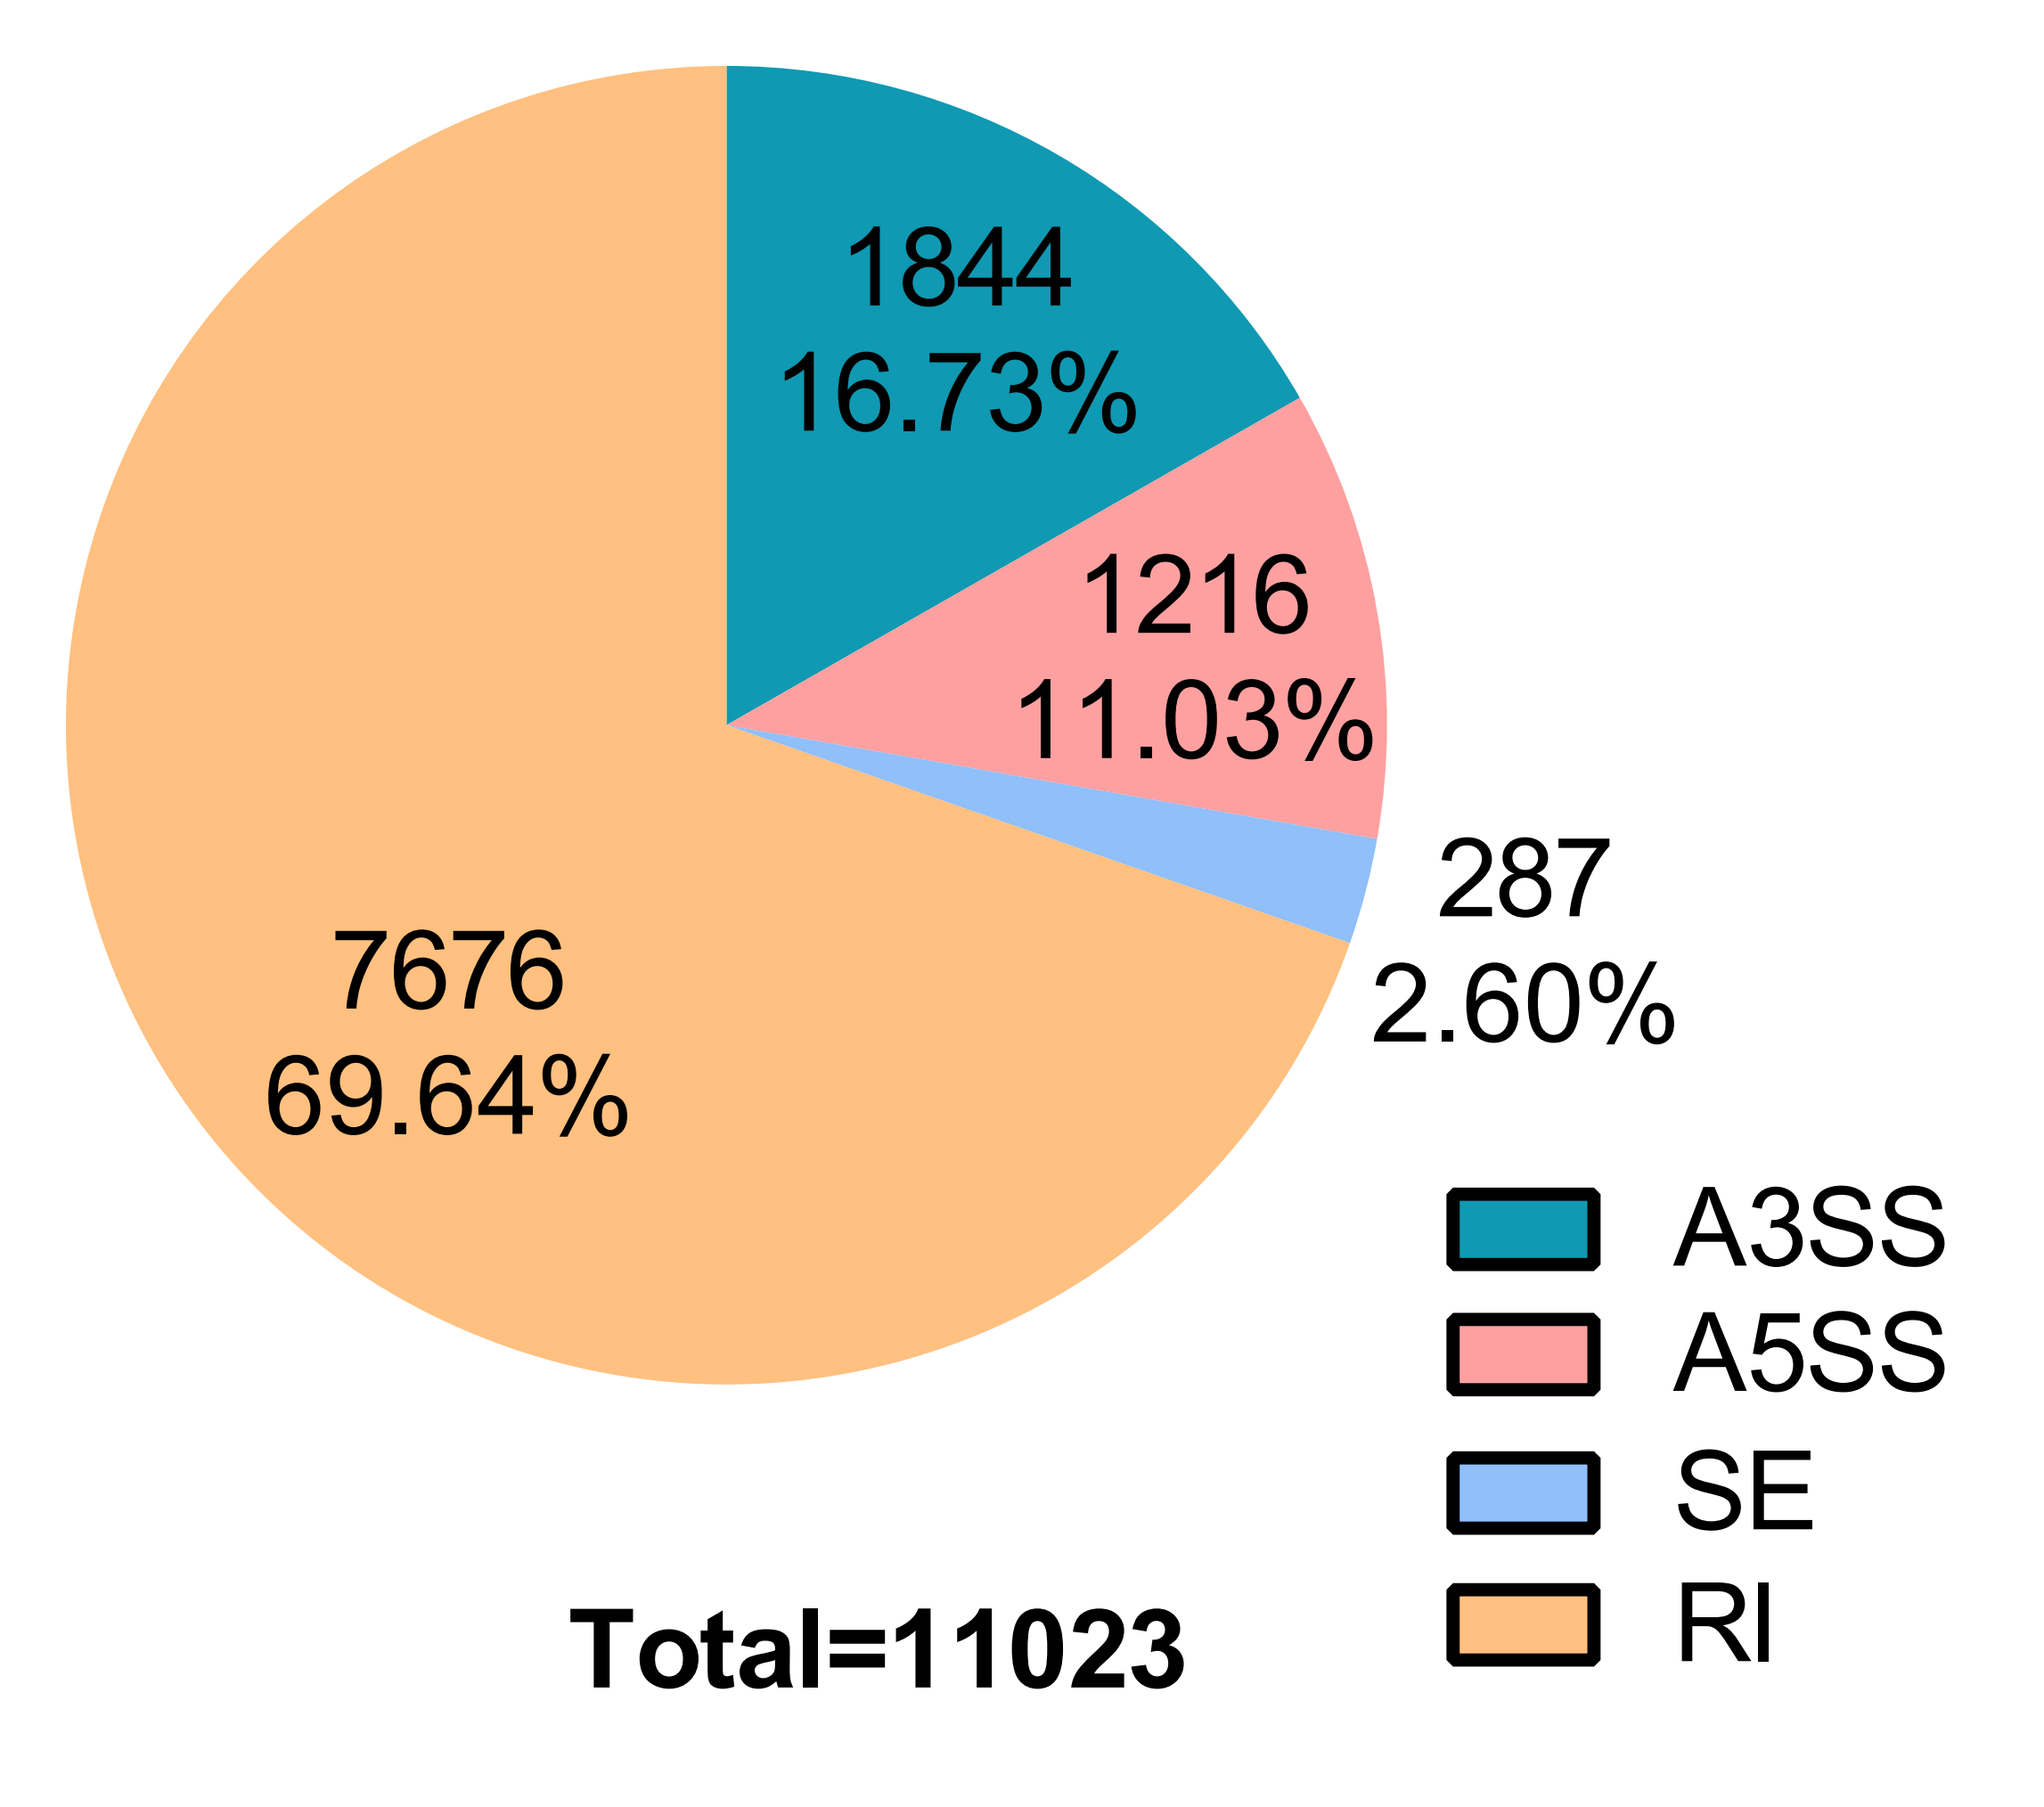 1844
16.73%
1216
11.03%
287
2.60%
7676
69.64%
A3SS
A5SS
SE
RI
Total=11023